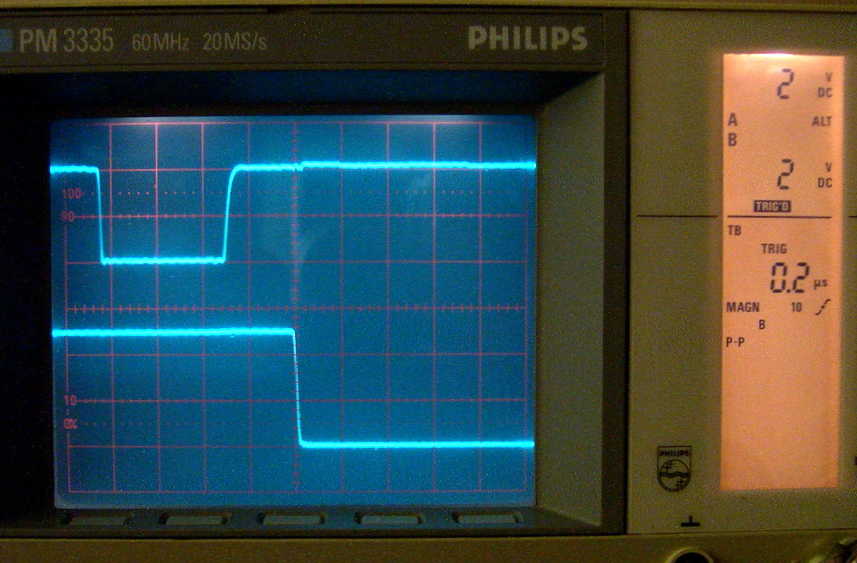 PM 3335 60MHz 20MS/s PHILIPS
2 V DC
A ALT
B
2 V DC
TRIG'D
TB
TRIG
0.2 µs
MAGN 10
B
P-P
100
90
10
0%
PHILIPS